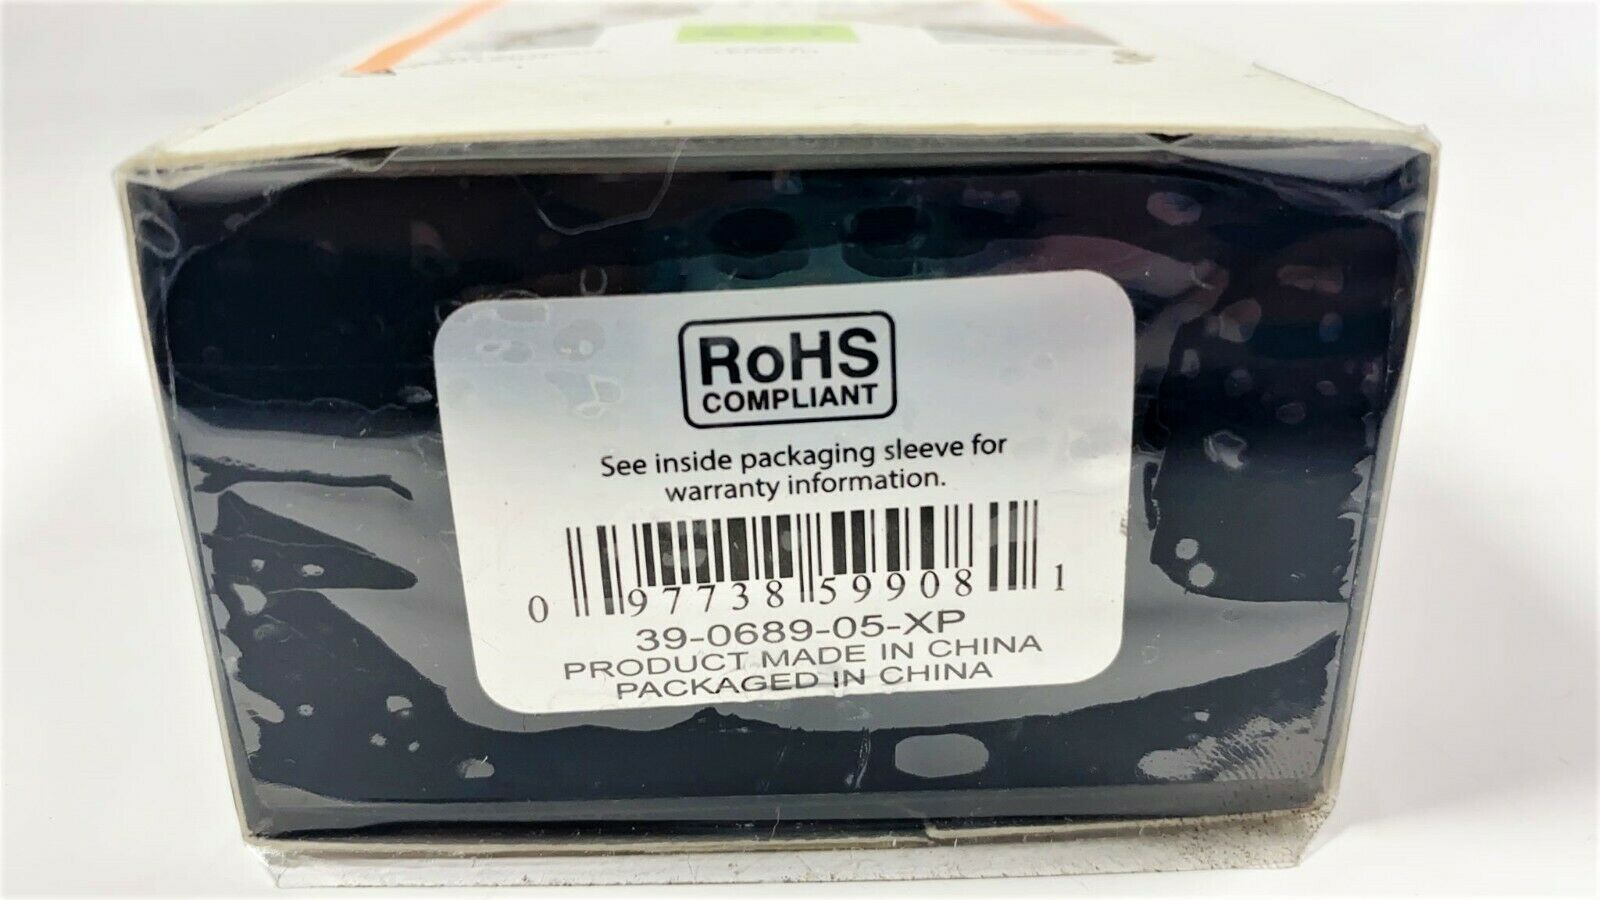 RoHS
COMPLIANT
See inside packaging sleeve for
warranty information.
0 97738 59908 1
39-0689-05-XP
PRODUCT MADE IN CHINA
PACKAGED IN CHINA